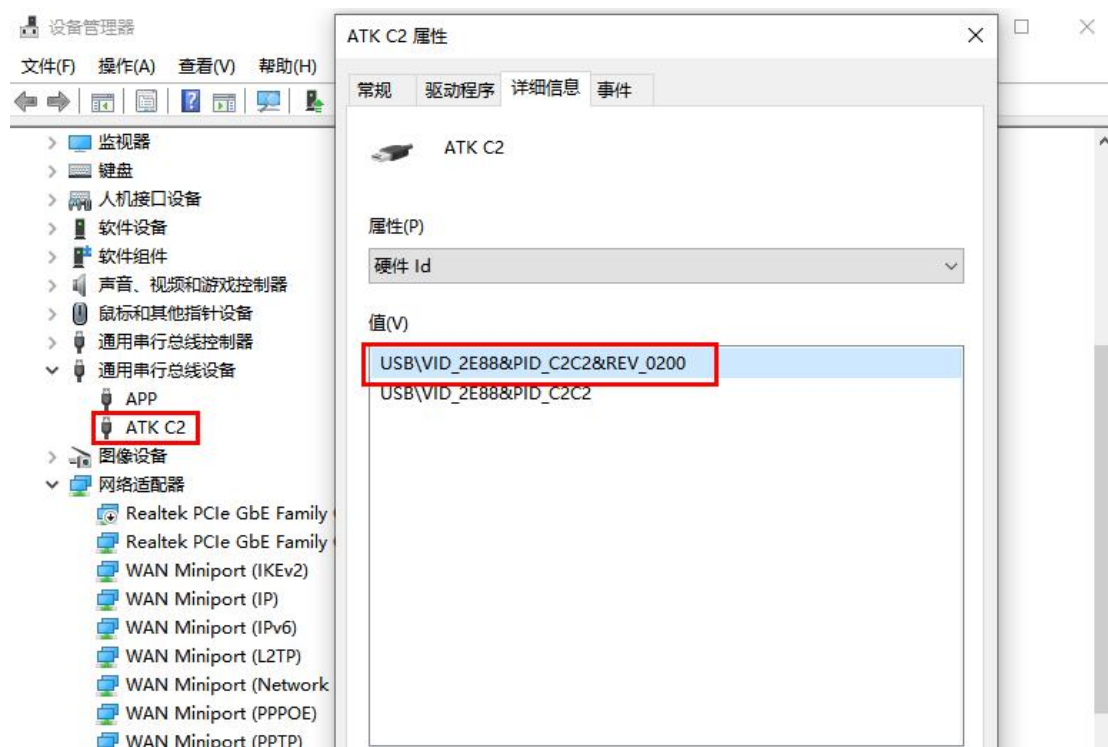 设备管理器
文件(F) 操作(A) 查看(V) 帮助(H)
监视器
键盘
人机接口设备
软件设备
软件组件
声音、视频和游戏控制器
鼠标和其他指针设备
通用串行总线控制器
通用串行总线设备
APP
ATK C2
图像设备
网络适配器
Realtek PCIe GbE Family
Realtek PCIe GbE Family
WAN Miniport (IKEv2)
WAN Miniport (IP)
WAN Miniport (IPv6)
WAN Miniport (L2TP)
WAN Miniport (Network
WAN Miniport (PPPOE)
WAN Miniport (PPTP)
ATK C2 属性
常规 驱动程序 详细信息 事件
ATK C2
属性(P)
硬件 Id
值(V)
USB\VID_2E88&PID_C2C2&REV_0200
USB\VID_2E88&PID_C2C2